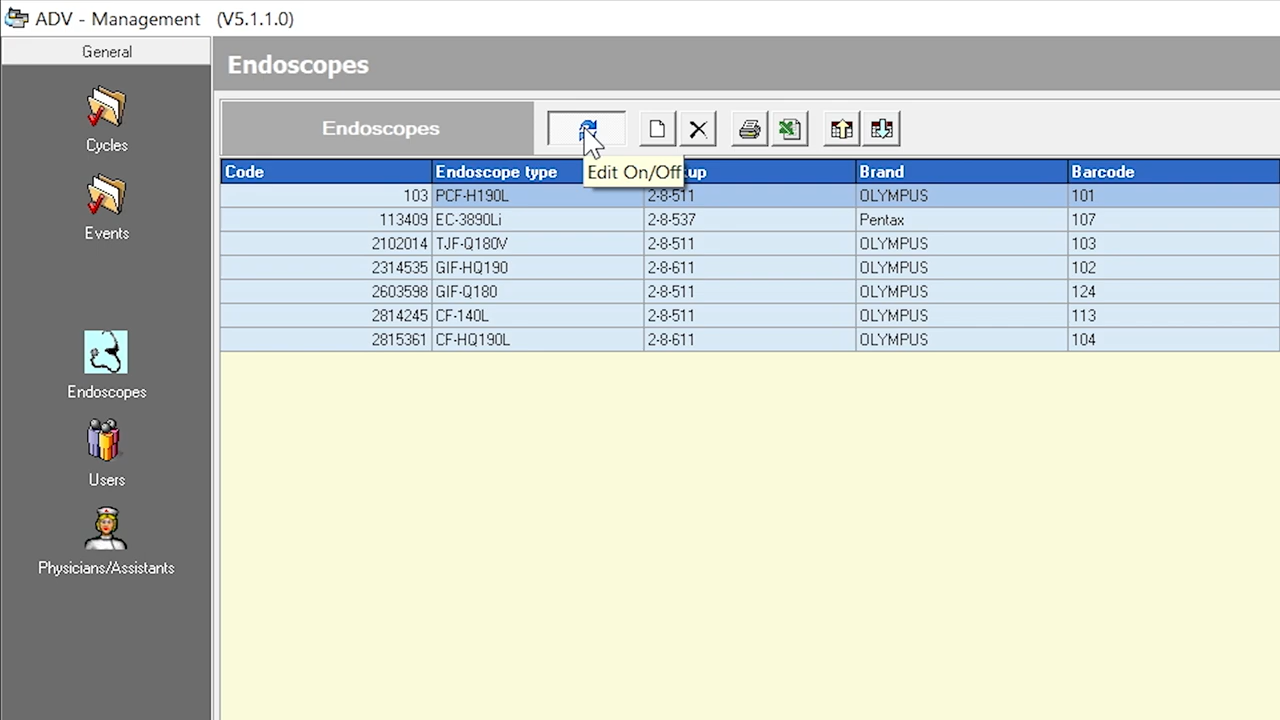 ADV - Management (V5.1.1.0)
General
Endoscopes
Cycles
Events
Endoscopes
Users
Physicians/Assistants
Endoscopes
Edit On/Off
Code Endoscope type Brand Barcode
103 PCF-H190L 2-8-511 OLYMPUS 101
113409 EC-3890Li 2-8-537 Pentax 107
2102014 TJF-Q180V 2-8-511 OLYMPUS 103
2314535 GIF-HQ190 2-8-611 OLYMPUS 102
2603598 GIF-Q180 2-8-511 OLYMPUS 124
2814245 CF-140L 2-8-511 OLYMPUS 113
2815361 CF-HQ190L 2-8-611 OLYMPUS 104